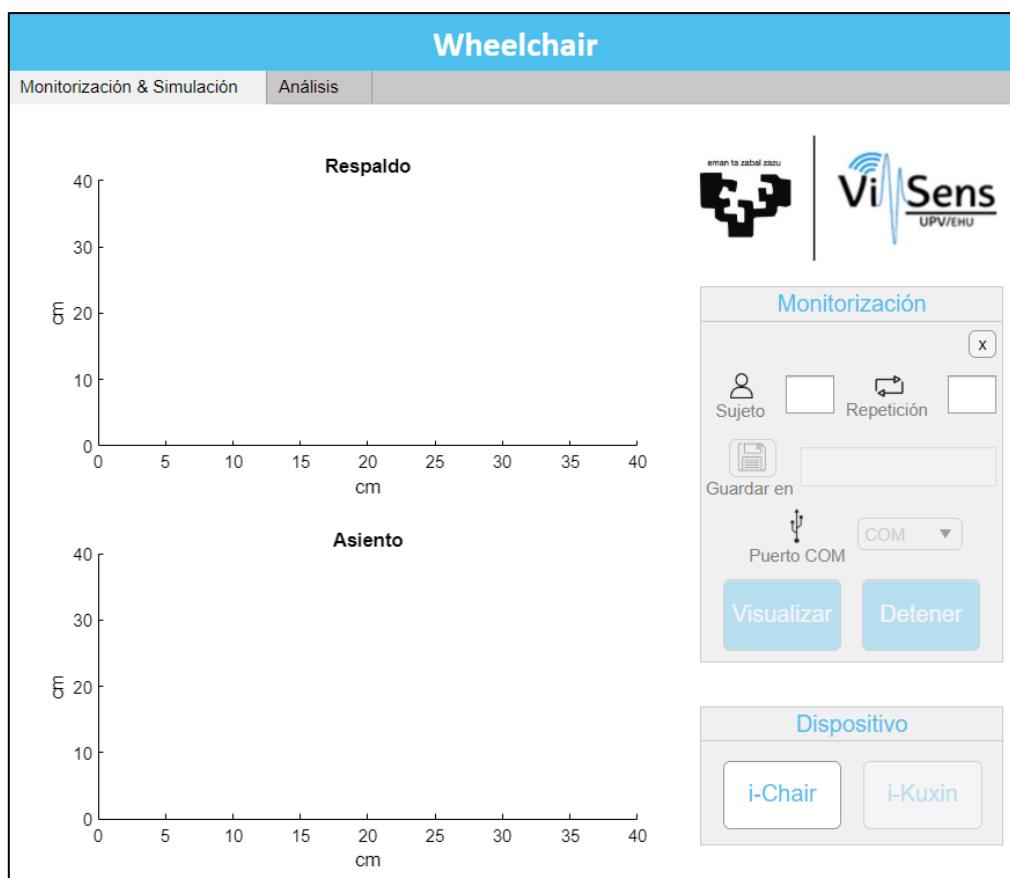 Wheelchair
Monitorización & Simulación
Análisis
Respaldo
40
30
20
10
0
cm
0 5 10 15 20 25 30 35 40
cm
Asiento
40
30
20
10
0
cm
0 5 10 15 20 25 30 35 40
cm
eman ta zabal zazu
ViSens
UPV/EHU
Monitorización
x
Sujeto
Repetición
Guardar en
COM
Puerto COM
Visualizar
Detener
Dispositivo
i-Chair
i-Kuxin